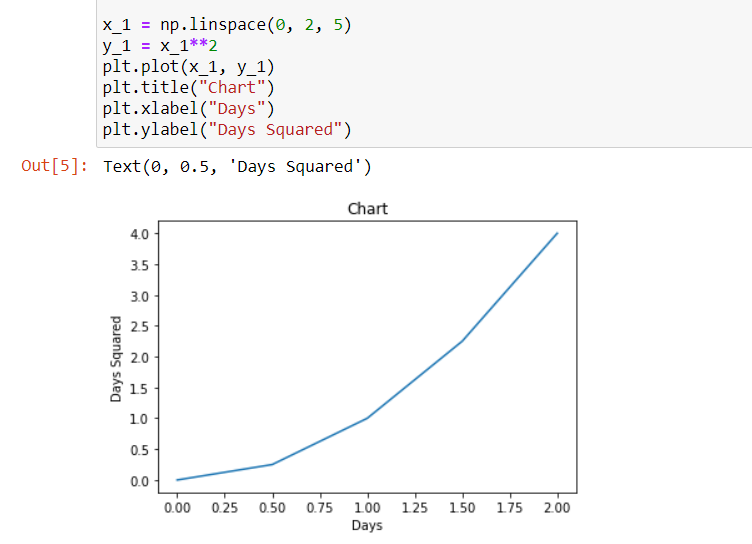 x_1 = np.linspace(0, 2, 5)
y_1 = x_1**2
plt.plot(x_1, y_1)
plt.title("Chart")
plt.xlabel("Days")
plt.ylabel("Days Squared")
Out[5]: Text(0, 0.5, 'Days Squared')
Chart
4.0
3.5
3.0
2.5
2.0
1.5
1.0
0.5
0.0
Days Squared
0.00 0.25 0.50 0.75 1.00 1.25 1.50 1.75 2.00
Days